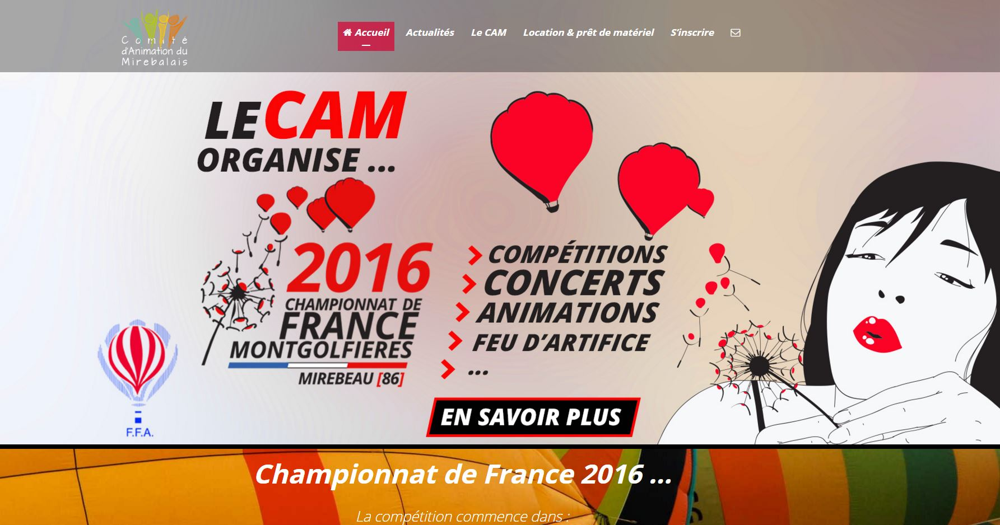 Comité
d'Animation du
Mirebalais
Accueil
Actualités
Le CAM
Location & prêt de matériel
S'inscrire
LE CAM
ORGANISE ...
2016
CHAMPIONNAT DE
FRANCE
MONTGOLFIERES
MIREBEAU [86]
COMPÉTITIONS
CONCERTS
ANIMATIONS
FEU D'ARTIFICE
...
F.F.A.
EN SAVOIR PLUS
Championnat de France 2016 ...
La compétition commence dans :